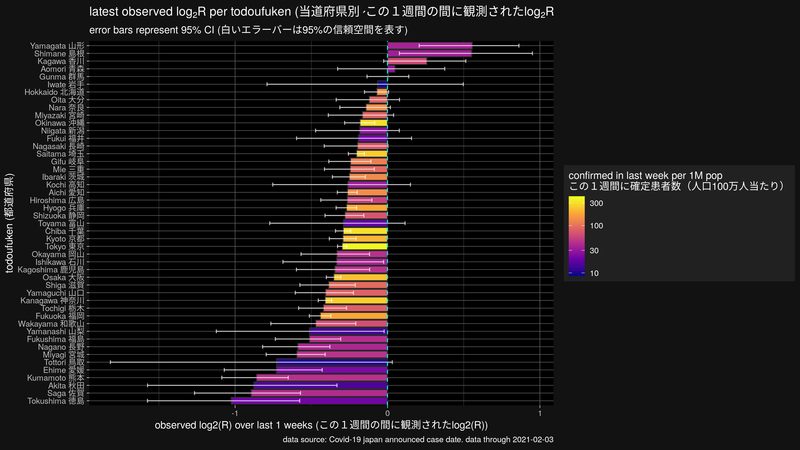 latest observed log₂R per todoufuken (当道府県別 この１週間の間に観測されたlog₂R
error bars represent 95% CI (白いエラーバーは95%の信頼空間を表す)
Yamagata 山形
Shimane 島根
Kagawa 香川
Aomori 青森
Gunma 群馬
Iwate 岩手
Hokkaido 北海道
Oita 大分
Nara 奈良
Miyazaki 宮崎
Okinawa 沖縄
Niigata 新潟
Fukui 福井
Nagasaki 長崎
Saitama 埼玉
Gifu 岐阜
Mie 三重
Ibaraki 茨城
Kochi 高知
Aichi 愛知
Hiroshima 広島
Hyogo 兵庫
Shizuoka 静岡
Toyama 富山
Chiba 千葉
Kyoto 京都
Tokyo 東京
Okayama 岡山
Ishikawa 石川
Kagoshima 鹿児島
Osaka 大阪
Shiga 滋賀
Yamaguchi 山口
Kanagawa 神奈川
Tochigi 栃木
Fukuoka 福岡
Wakayama 和歌山
Yamanashi 山梨
Fukushima 福島
Nagano 長野
Miyagi 宮城
Tottori 鳥取
Ehime 愛媛
Kumamoto 熊本
Akita 秋田
Saga 佐賀
Tokushima 徳島
todoufuken (都道府県)
-1
0
1
observed log2(R) over last 1 weeks (この１週間の間に観測されたlog2(R))
data source: Covid-19 japan announced case date. data through 2021-02-03
confirmed in last week per 1M pop
この１週間に確定患者数（人口100万人当たり）
300
100
30
10